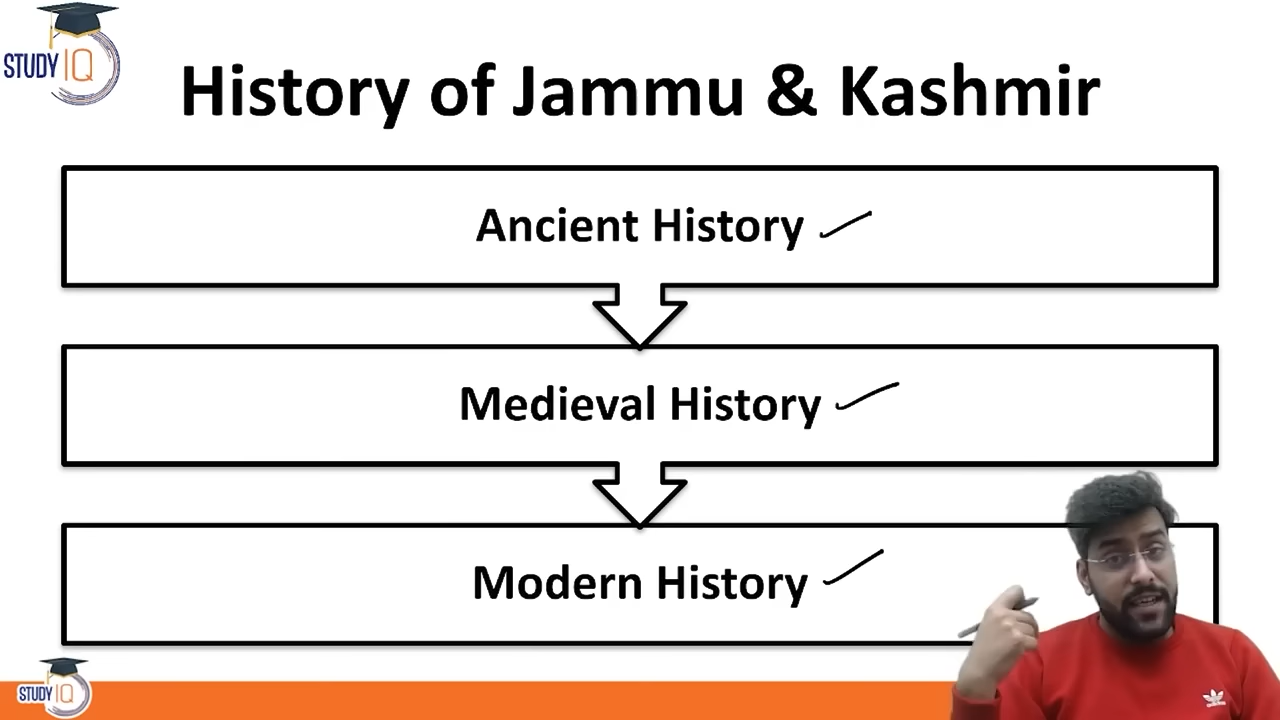 STUDY IQ
History of Jammu & Kashmir
Ancient History
Medieval History
Modern History
STUDY IQ